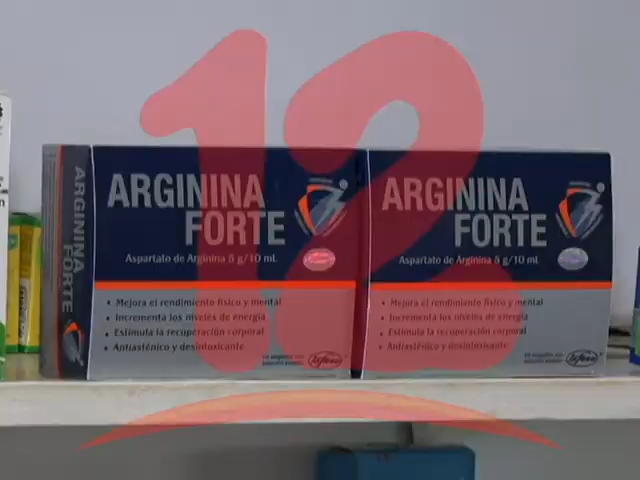 12
ARGININA
FORTE
ARGININA
FORTE
Aspartato de Arginina 5 g/10 mL
• Mejora el rendimiento físico y mental
• Incrementa los niveles de energía
• Estimula la recuperación corporal
• Antiasténico y desintoxicante
ARGININA
FORTE
Aspartato de Arginina 5 g/10 mL
• Mejora el rendimiento físico y mental
• Incrementa los niveles de energía
• Estimula la recuperación corporal
• Antiasténico y desintoxicante